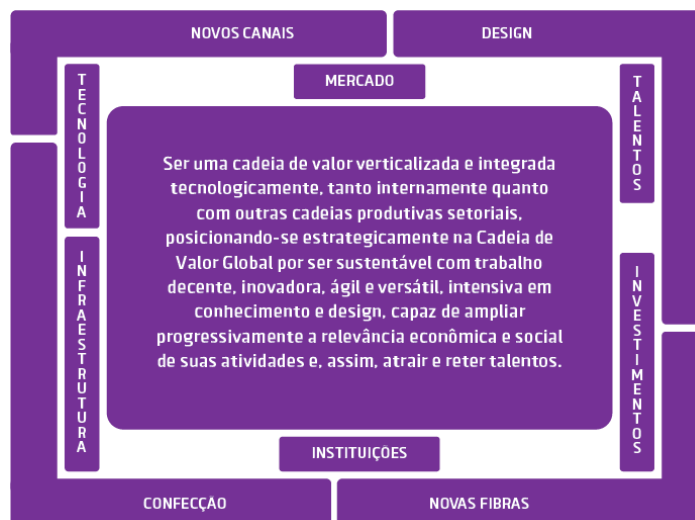 NOVOS CANAIS
DESIGN
MERCADO
TECNOLOGIA
TALENTOS
Ser uma cadeia de valor verticalizada e integrada
tecnologicamente, tanto internamente quanto
com outras cadeias produtivas setoriais,
posicionando-se estrategicamente na Cadeia de
Valor Global por ser sustentável com trabalho
decente, inovadora, ágil e versátil, intensiva em
conhecimento e design, capaz de ampliar
progressivamente a relevância econômica e social
de suas atividades e, assim, atrair e reter talentos.
INFRAESTRUTURA
INVESTIMENTOS
INSTITUIÇÕES
CONFECÇÃO
NOVAS FIBRAS